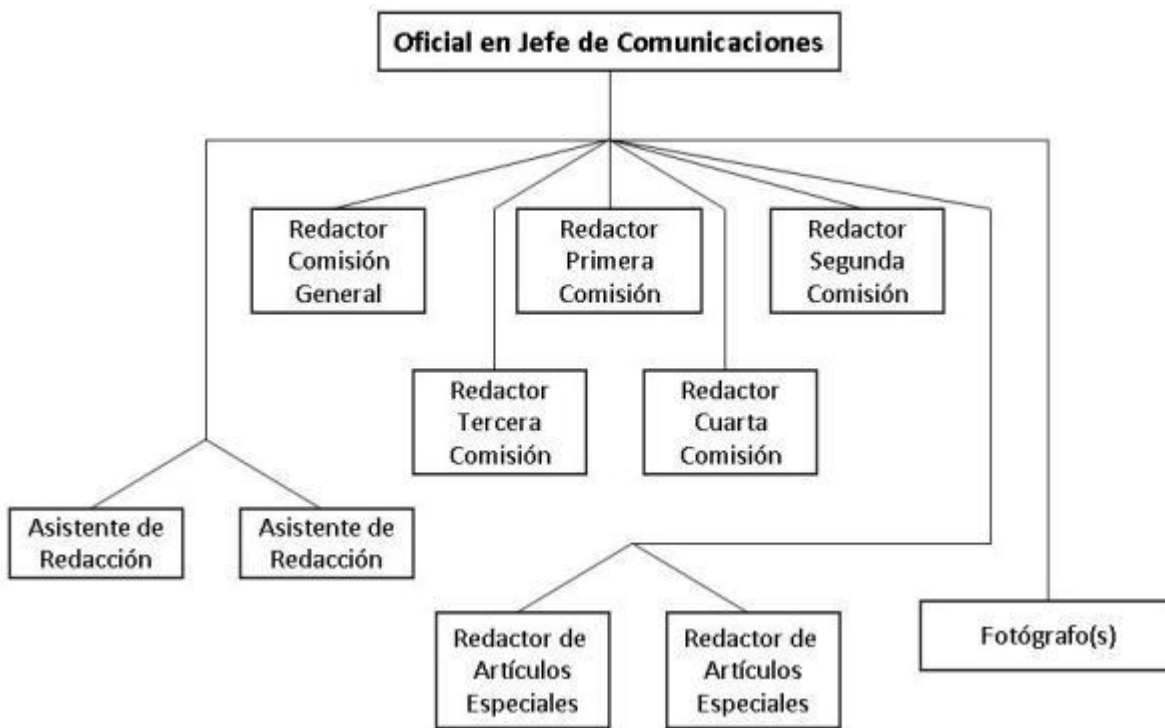 Oficial en Jefe de Comunicaciones
Redactor
Comisión
General
Redactor
Primera
Comisión
Redactor
Segunda
Comisión
Redactor
Tercera
Comisión
Redactor
Cuarta
Comisión
Asistente de
Redacción
Asistente de
Redacción
Redactor de
Artículos
Especiales
Redactor de
Artículos
Especiales
Fotógrafo(s)